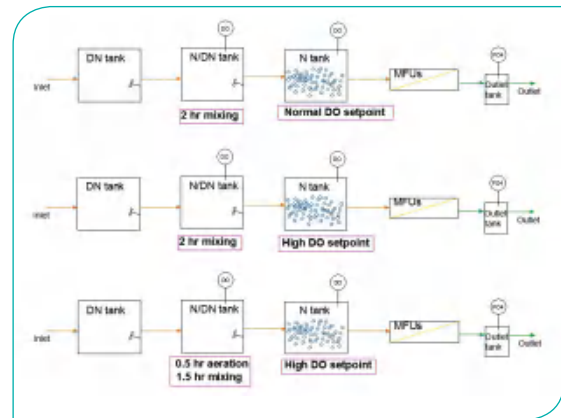 DO
DO
DN tank
N/DN tank
N tank
MFUs
PO4
Inlet
Outlet tank
Outlet
2 hr mixing
Normal DO setpoint
DO
DO
DN tank
N/DN tank
N tank
MFUs
PO4
Inlet
Outlet tank
Outlet
2 hr mixing
High DO setpoint
DO
DO
DN tank
N/DN tank
N tank
MFUs
PO4
Inlet
Outlet tank
Outlet
0.5 hr aeration
1.5 hr mixing
High DO setpoint